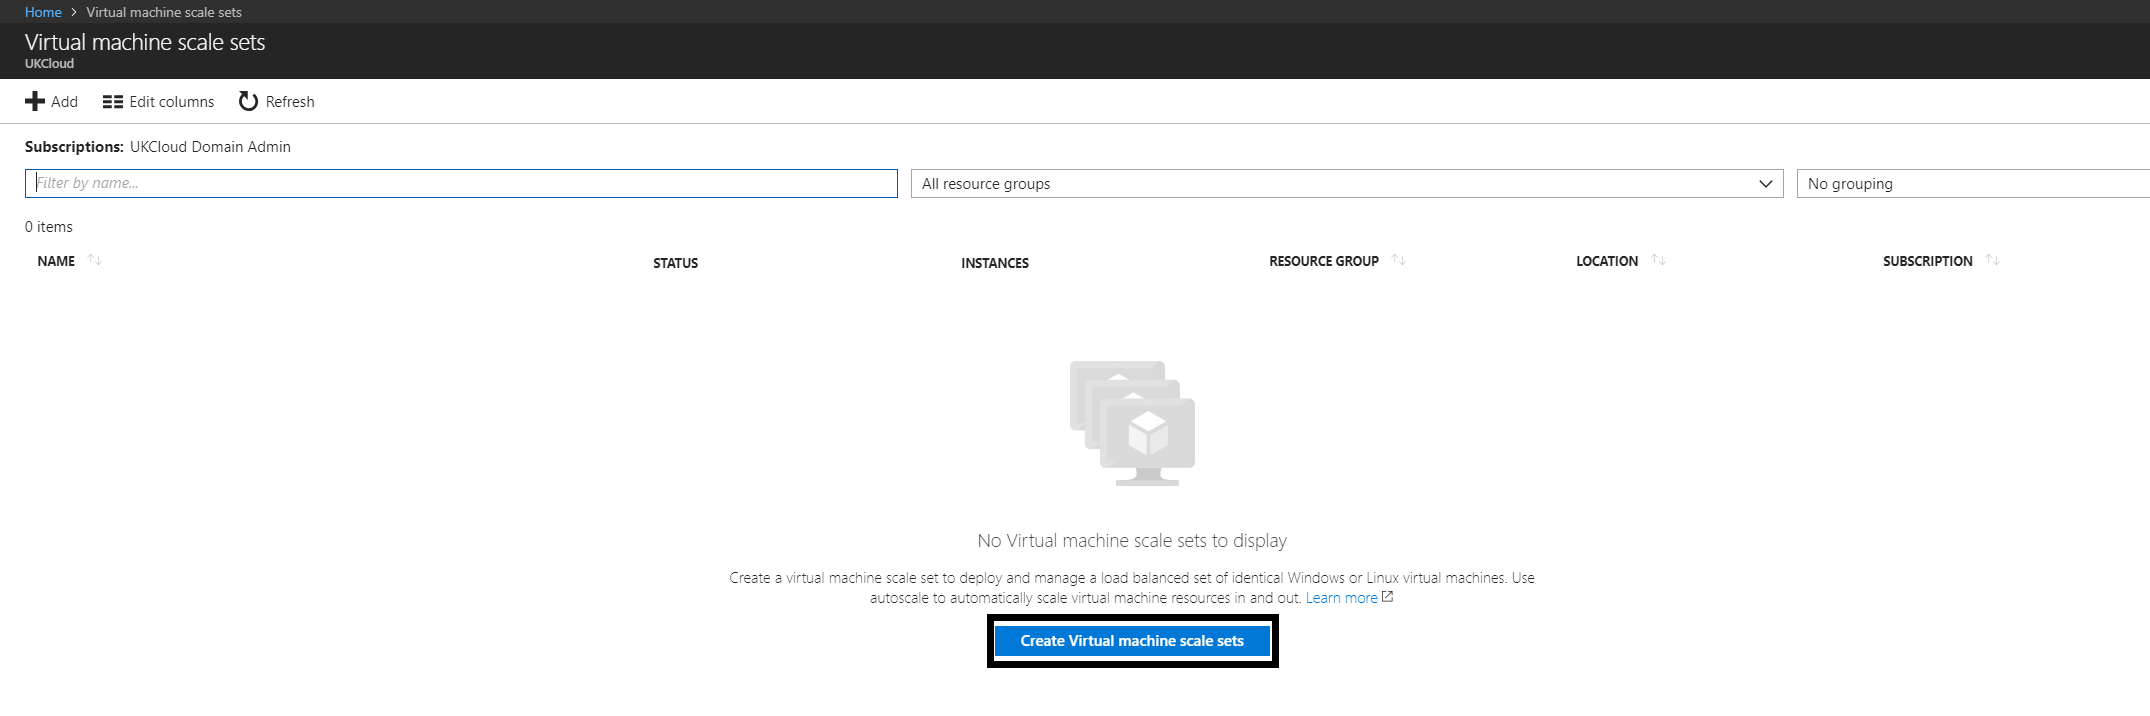 Home > Virtual machine scale sets
Virtual machine scale sets
UKCloud
Add Edit columns Refresh
Subscriptions: UKCloud Domain Admin
Filter by name... All resource groups No grouping
0 items
NAME STATUS INSTANCES RESOURCE GROUP LOCATION SUBSCRIPTION
No Virtual machine scale sets to display
Create a virtual machine scale set to deploy and manage a load balanced set of identical Windows or Linux virtual machines. Use
autoscale to automatically scale virtual machine resources in and out. Learn more
Create Virtual machine scale sets